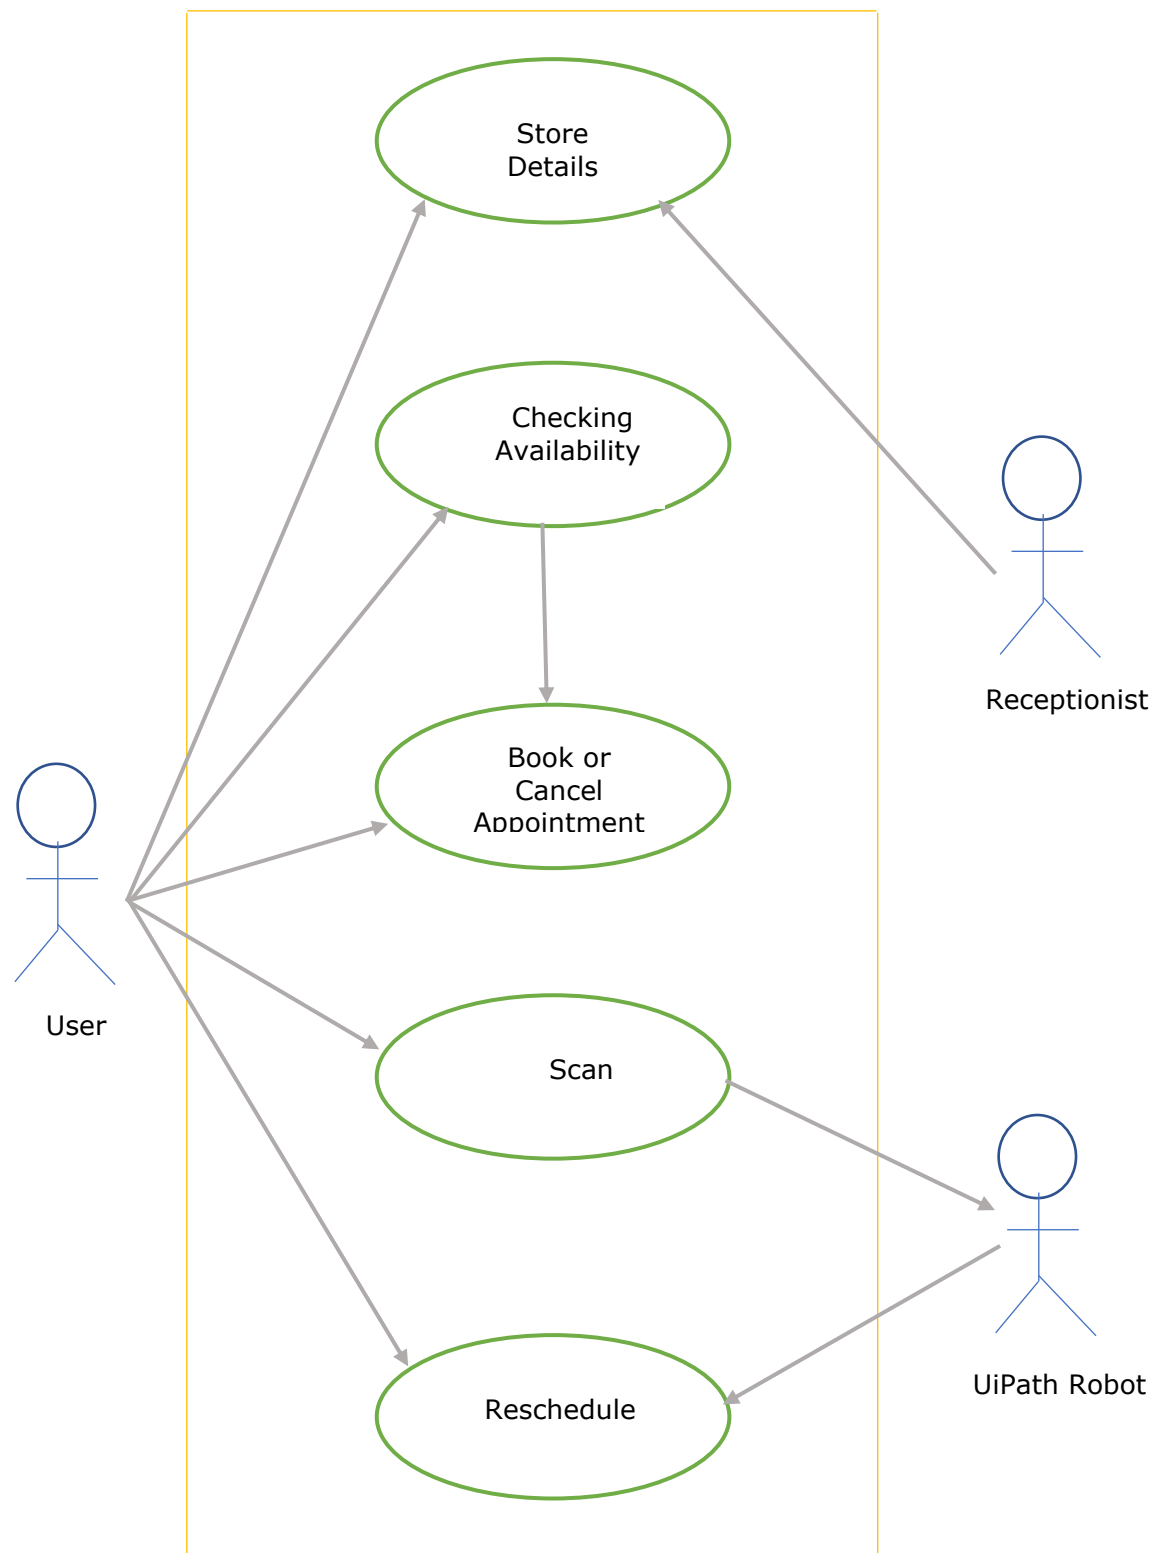 Store
Details
Checking
Availability
Receptionist
Book or
Cancel
Appointment
User
Scan
UiPath Robot
Reschedule